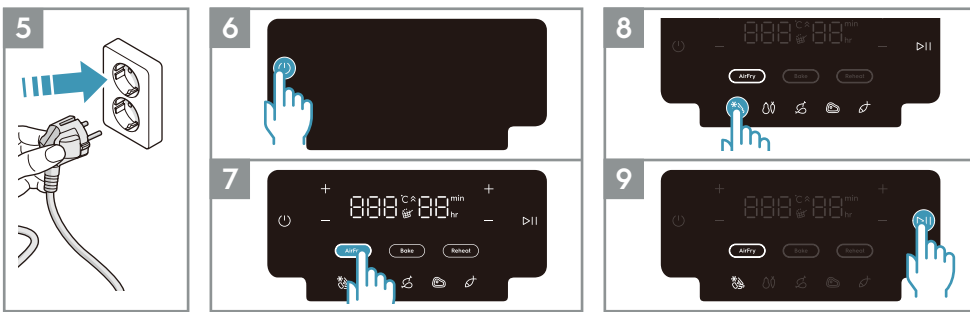 5
6
7
+ +
888 °C 88 min
hr
− −
AirFry Bake Reheat
8
888 °C 88 min
hr
− −
AirFry Bake Reheat
9
+ +
888 °C 88 min
hr
− −
AirFry Bake Reheat